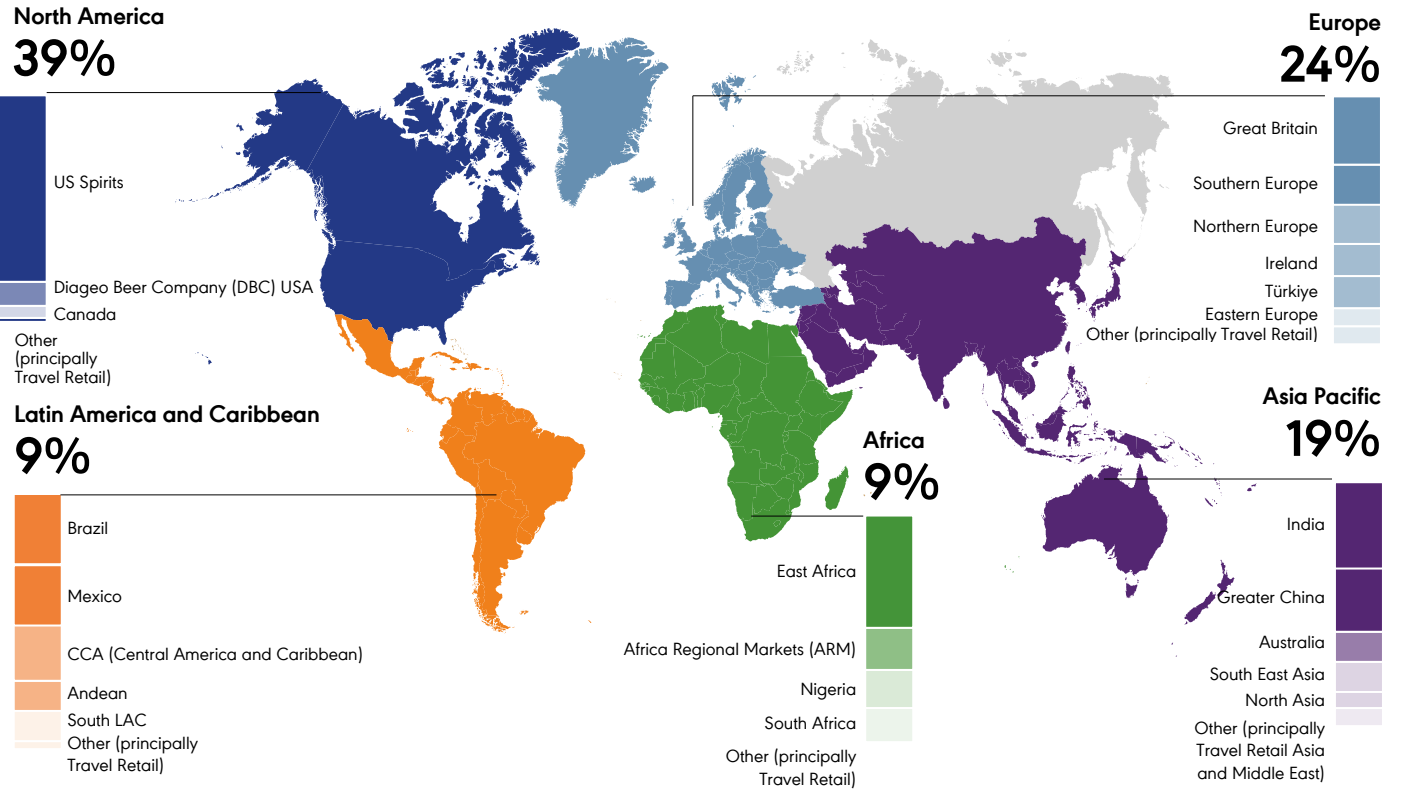 North America
39%
US Spirits
Diageo Beer Company (DBC) USA
Canada
Other
(principally
Travel Retail)
Europe
24%
Great Britain
Southern Europe
Northern Europe
Ireland
Türkiye
Eastern Europe
Other (principally Travel Retail)
Latin America and Caribbean
9%
Brazil
Mexico
CCA (Central America and Caribbean)
Andean
South LAC
Other (principally
Travel Retail)
Africa
9%
East Africa
Africa Regional Markets (ARM)
Nigeria
South Africa
Other (principally
Travel Retail)
Asia Pacific
19%
India
Greater China
Australia
South East Asia
North Asia
Other (principally
Travel Retail Asia
and Middle East)